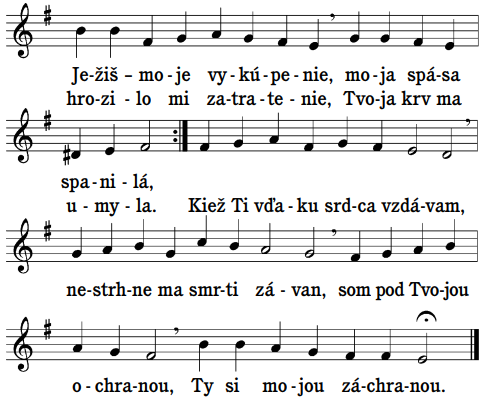 Je-žiš – mo-je vy-kú-pe-nie, mo-ja spá-sa
hro-zi-lo mi za-tra-te-nie, Tvo-ja krv ma
spa-ni-lá,
u-my-la. Kiež Ti vďa-ku srd-ca vzdá-vam,
ne-strh-ne ma smr-ti zá-van, som pod Tvo-jou
o-chra-nou, Ty si mo-jou zá-chra-nou.